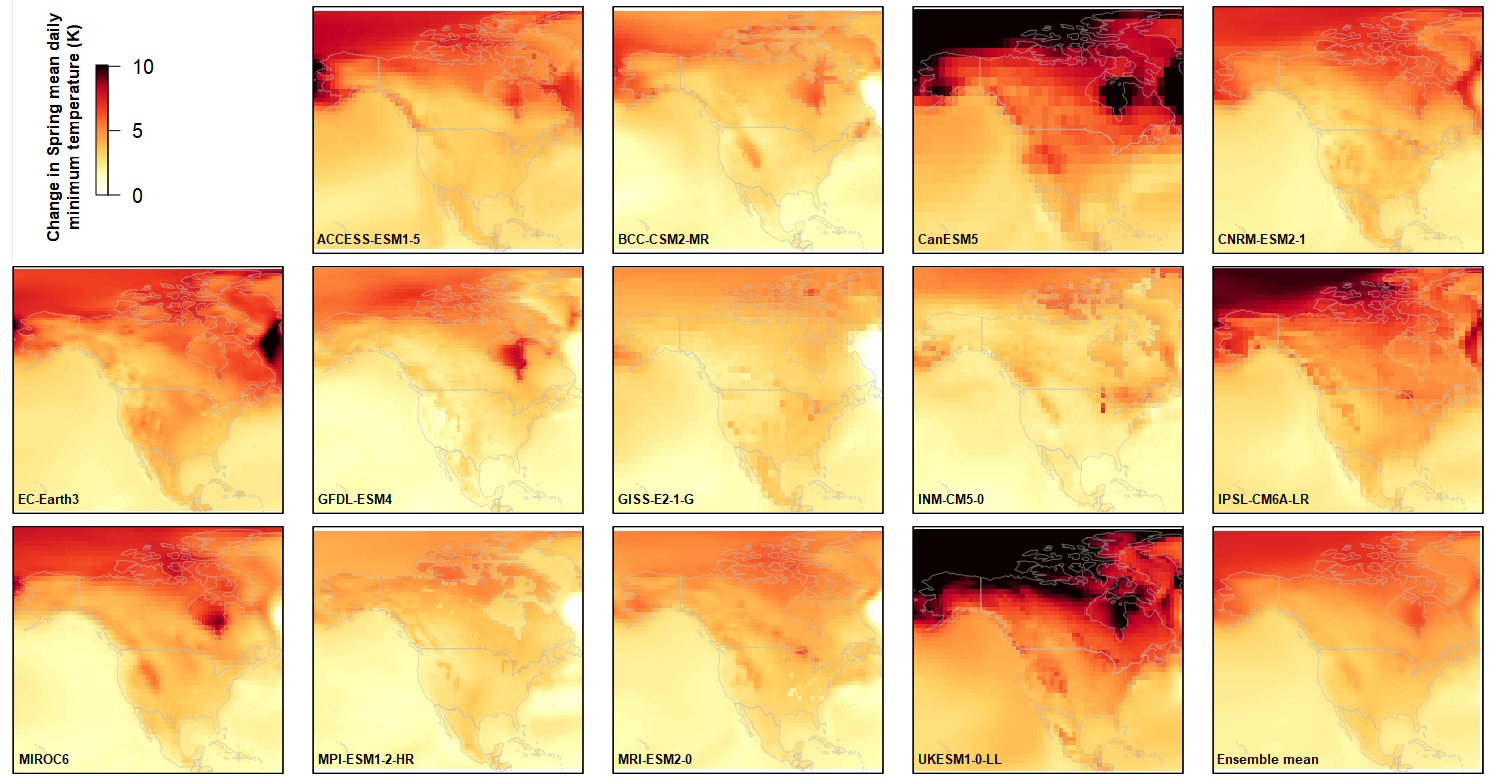 Change in Spring mean daily
minimum temperature (K)
10
5
0
ACCESS-ESM1-5
BCC-CSM2-MR
CanESM5
CNRM-ESM2-1
EC-Earth3
GFDL-ESM4
GISS-E2-1-G
INM-CM5-0
IPSL-CM6A-LR
MIROC6
MPI-ESM1-2-HR
MRI-ESM2-0
UKESM1-0-LL
Ensemble mean